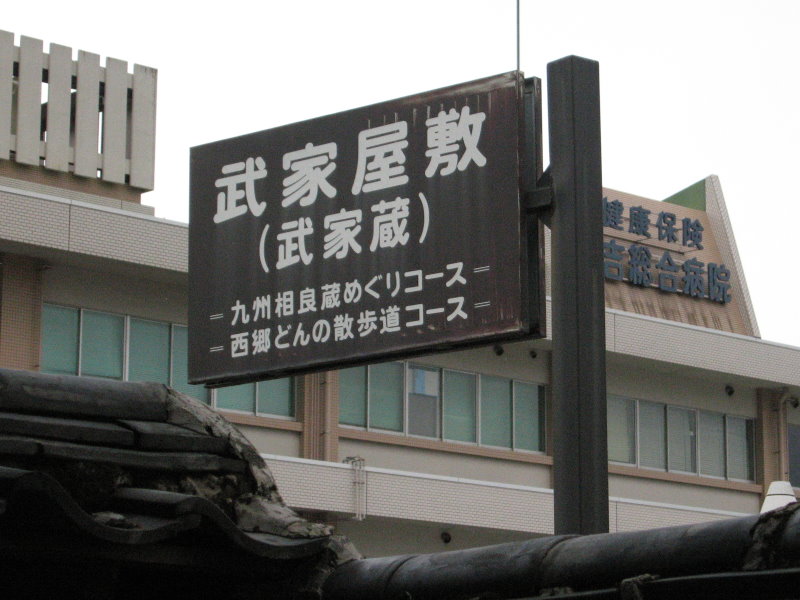 武家屋敷
(武家蔵)
=九州相良蔵めぐりコース=
=西郷どんの散歩道コース=
健康保険
吉総合病院